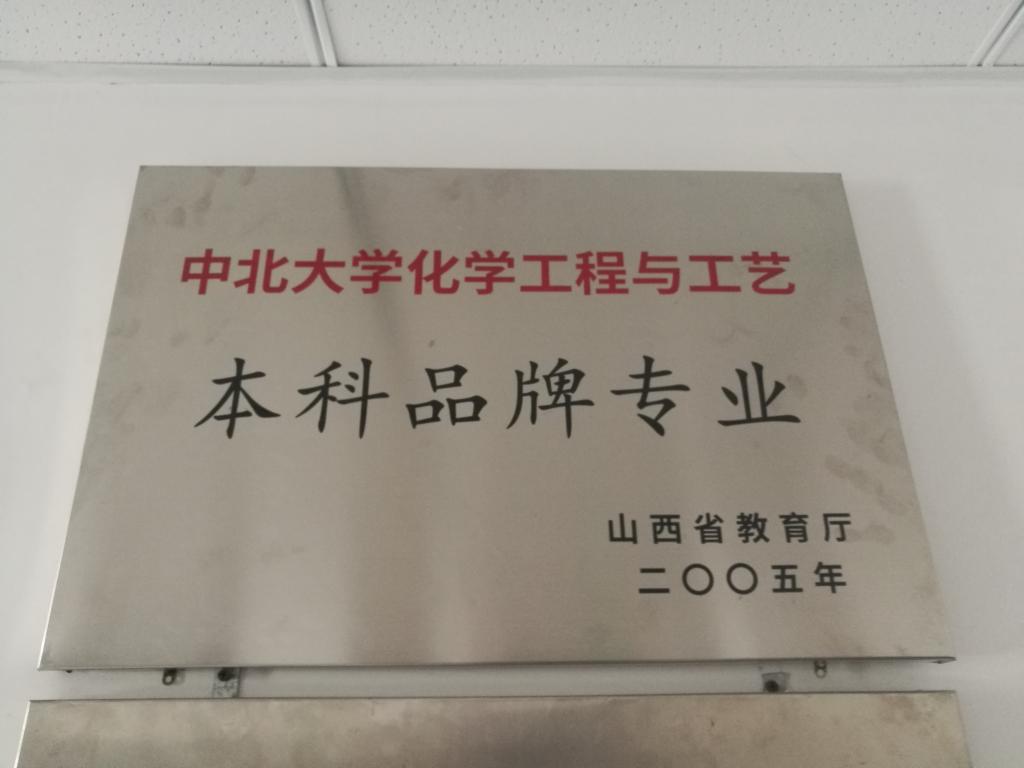 中北大学化学工程与工艺
本科品牌专业
山西省教育厅
二〇〇五年